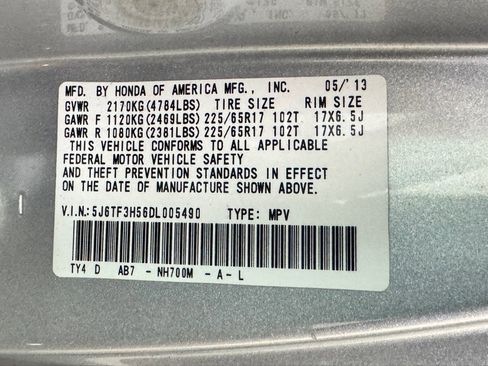 MFD. BY HONDA OF AMERICA MFG., INC. 05/'13
GVWR 2170KG(4784LBS) TIRE SIZE RIM SIZE
GAWR F 1120KG(2469LBS) 225/65R17 102T 17X6.5J
GAWR R 1080KG(2381LBS) 225/65R17 102T 17X6.5J
THIS VEHICLE CONFORMS TO ALL APPLICABLE
FEDERAL MOTOR VEHICLE SAFETY
AND THEFT PREVENTION STANDARDS IN EFFECT
ON THE DATE OF MANUFACTURE SHOWN ABOVE.
V.I.N.:5J6TF3H56DL005490 TYPE: MPV
TY4 D AB7 - NH700M - A - L